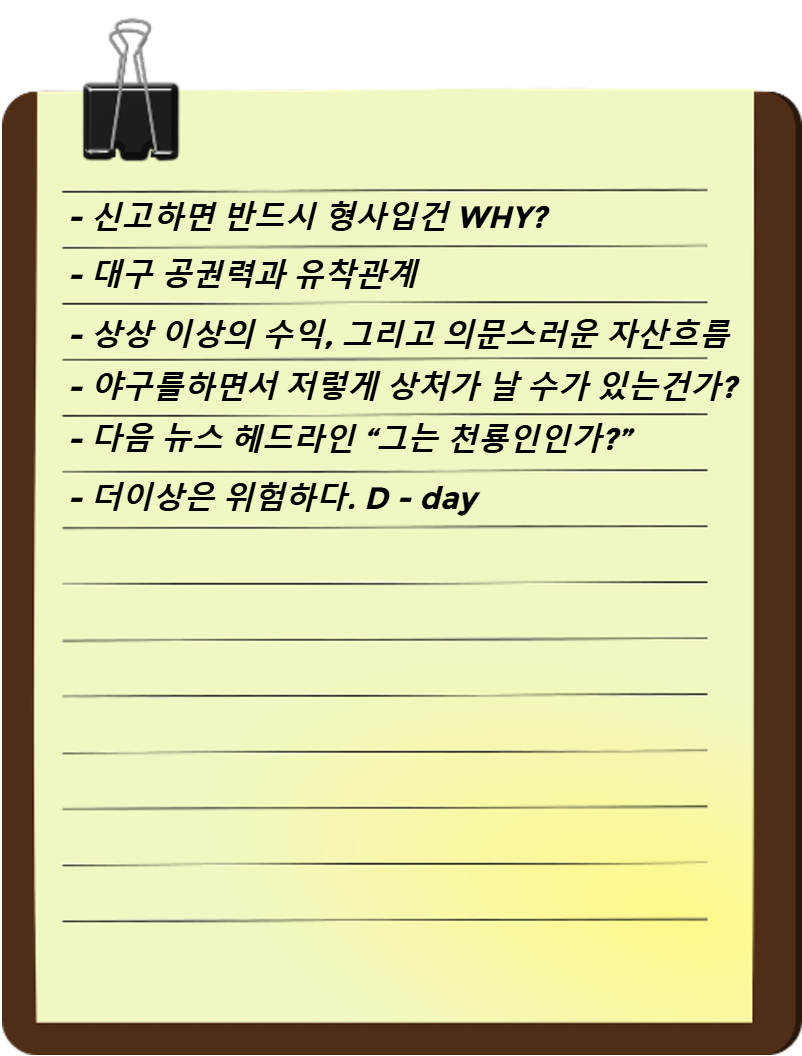 - 신고하면 반드시 형사입건 WHY?
- 대구 공권력과 유착관계
- 상상 이상의 수익, 그리고 의문스러운 자산흐름
- 야구를하면서 저렇게 상처가 날 수가 있는건가?
- 다음 뉴스 헤드라인 “그는 천룡인인가?”
- 더이상은 위험하다. D - day